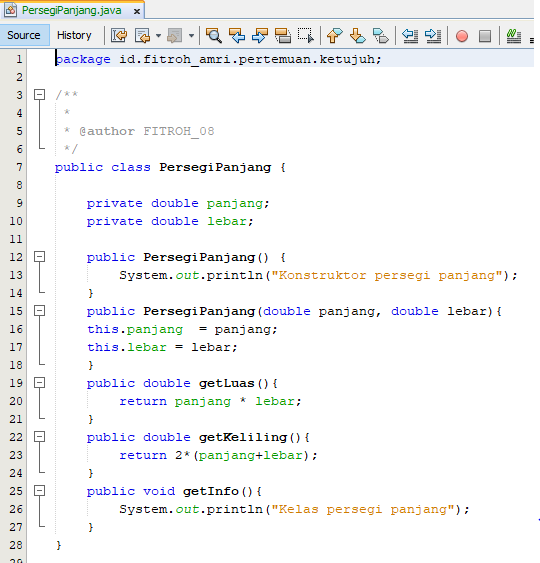 PersegiPanjang.java
Source History
1 package id.fitroh_amri.pertemuan.ketujuh;
2
3 /**
4 *
5 * @author FITROH_08
6 */
7 public class PersegiPanjang {
8
9 private double panjang;
10 private double lebar;
11
12 public PersegiPanjang() {
13 System.out.println("Konstruktor persegi panjang");
14 }
15 public PersegiPanjang(double panjang, double lebar){
16 this.panjang  = panjang;
17 this.lebar = lebar;
18 }
19 public double getLuas(){
20 return panjang * lebar;
21 }
22 public double getKeliling(){
23 return 2*(panjang+lebar);
24 }
25 public void getInfo(){
26 System.out.println("Kelas persegi panjang");
27 }
28 }
29